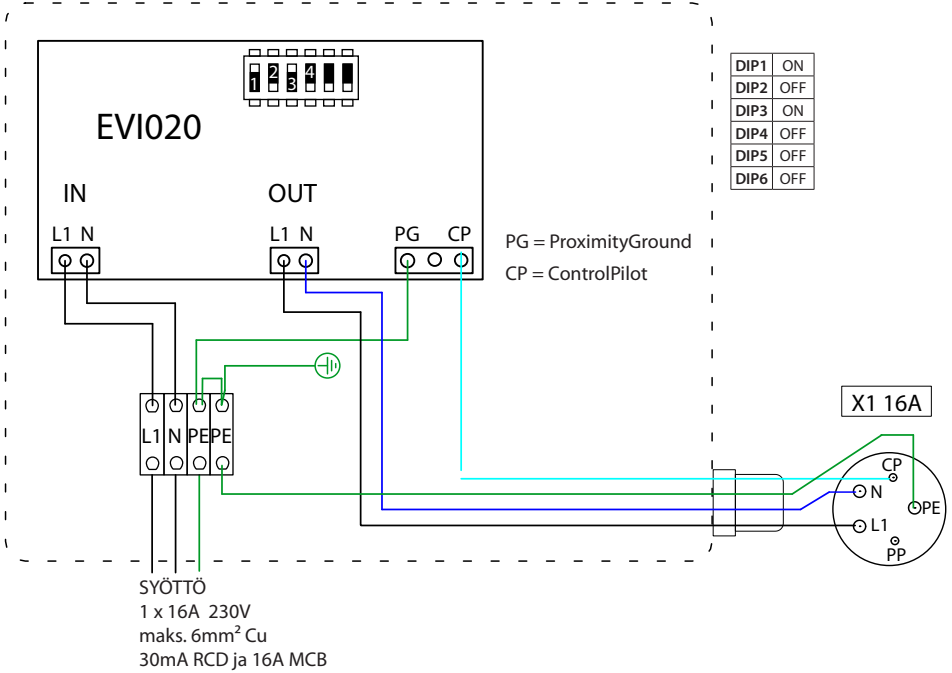 1 2 3 4
EVI020
IN
OUT
L1 N
L1 N
PG CP
DIP1 ON
DIP2 OFF
DIP3 ON
DIP4 OFF
DIP5 OFF
DIP6 OFF
PG = ProximityGround
CP = ControlPilot
L1 N PE PE
X1 16A
CP
N
PE
L1
PP
SYÖTTÖ
1 x 16A 230V
maks. 6mm² Cu
30mA RCD ja 16A MCB